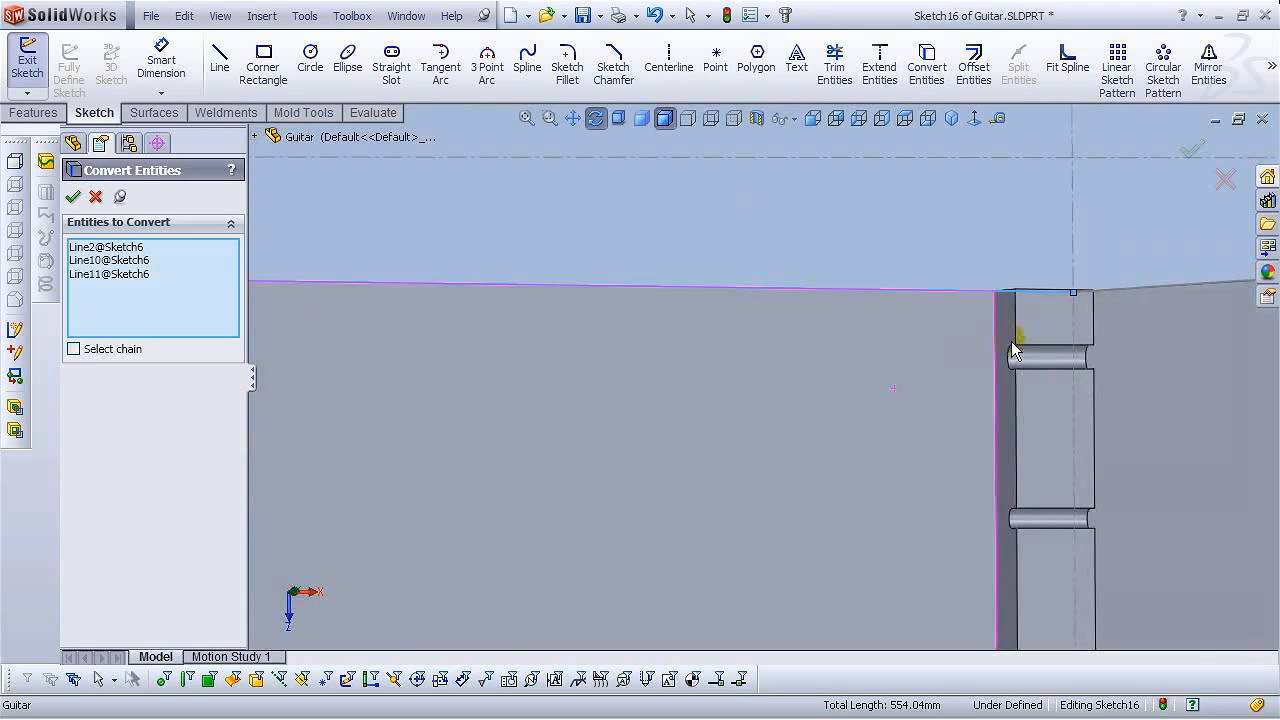 SolidWorks
File Edit View Insert Tools Toolbox Window Help
Sketch16 of Guitar.SLDPRT *
Exit Sketch
Fully Define Sketch
3D Sketch
Smart Dimension
Line
Corner Rectangle
Circle
Ellipse
Straight Slot
Tangent Arc
3 Point Arc
Spline
Sketch Fillet
Sketch Chamfer
Centerline
Point
Polygon
Text
Trim Entities
Extend Entities
Convert Entities
Offset Entities
Split Entities
Fit Spline
Linear Sketch Pattern
Circular Sketch Pattern
Mirror Entities
Features Sketch Surfaces Weldments Mold Tools Evaluate
Guitar (Default<<Default>_...
Convert Entities ?
Entities to Convert
Line2@Sketch6
Line10@Sketch6
Line11@Sketch6
Select chain
X
Z
Model Motion Study 1
Guitar
Total Length: 554.04mm Under Defined Editing Sketch16